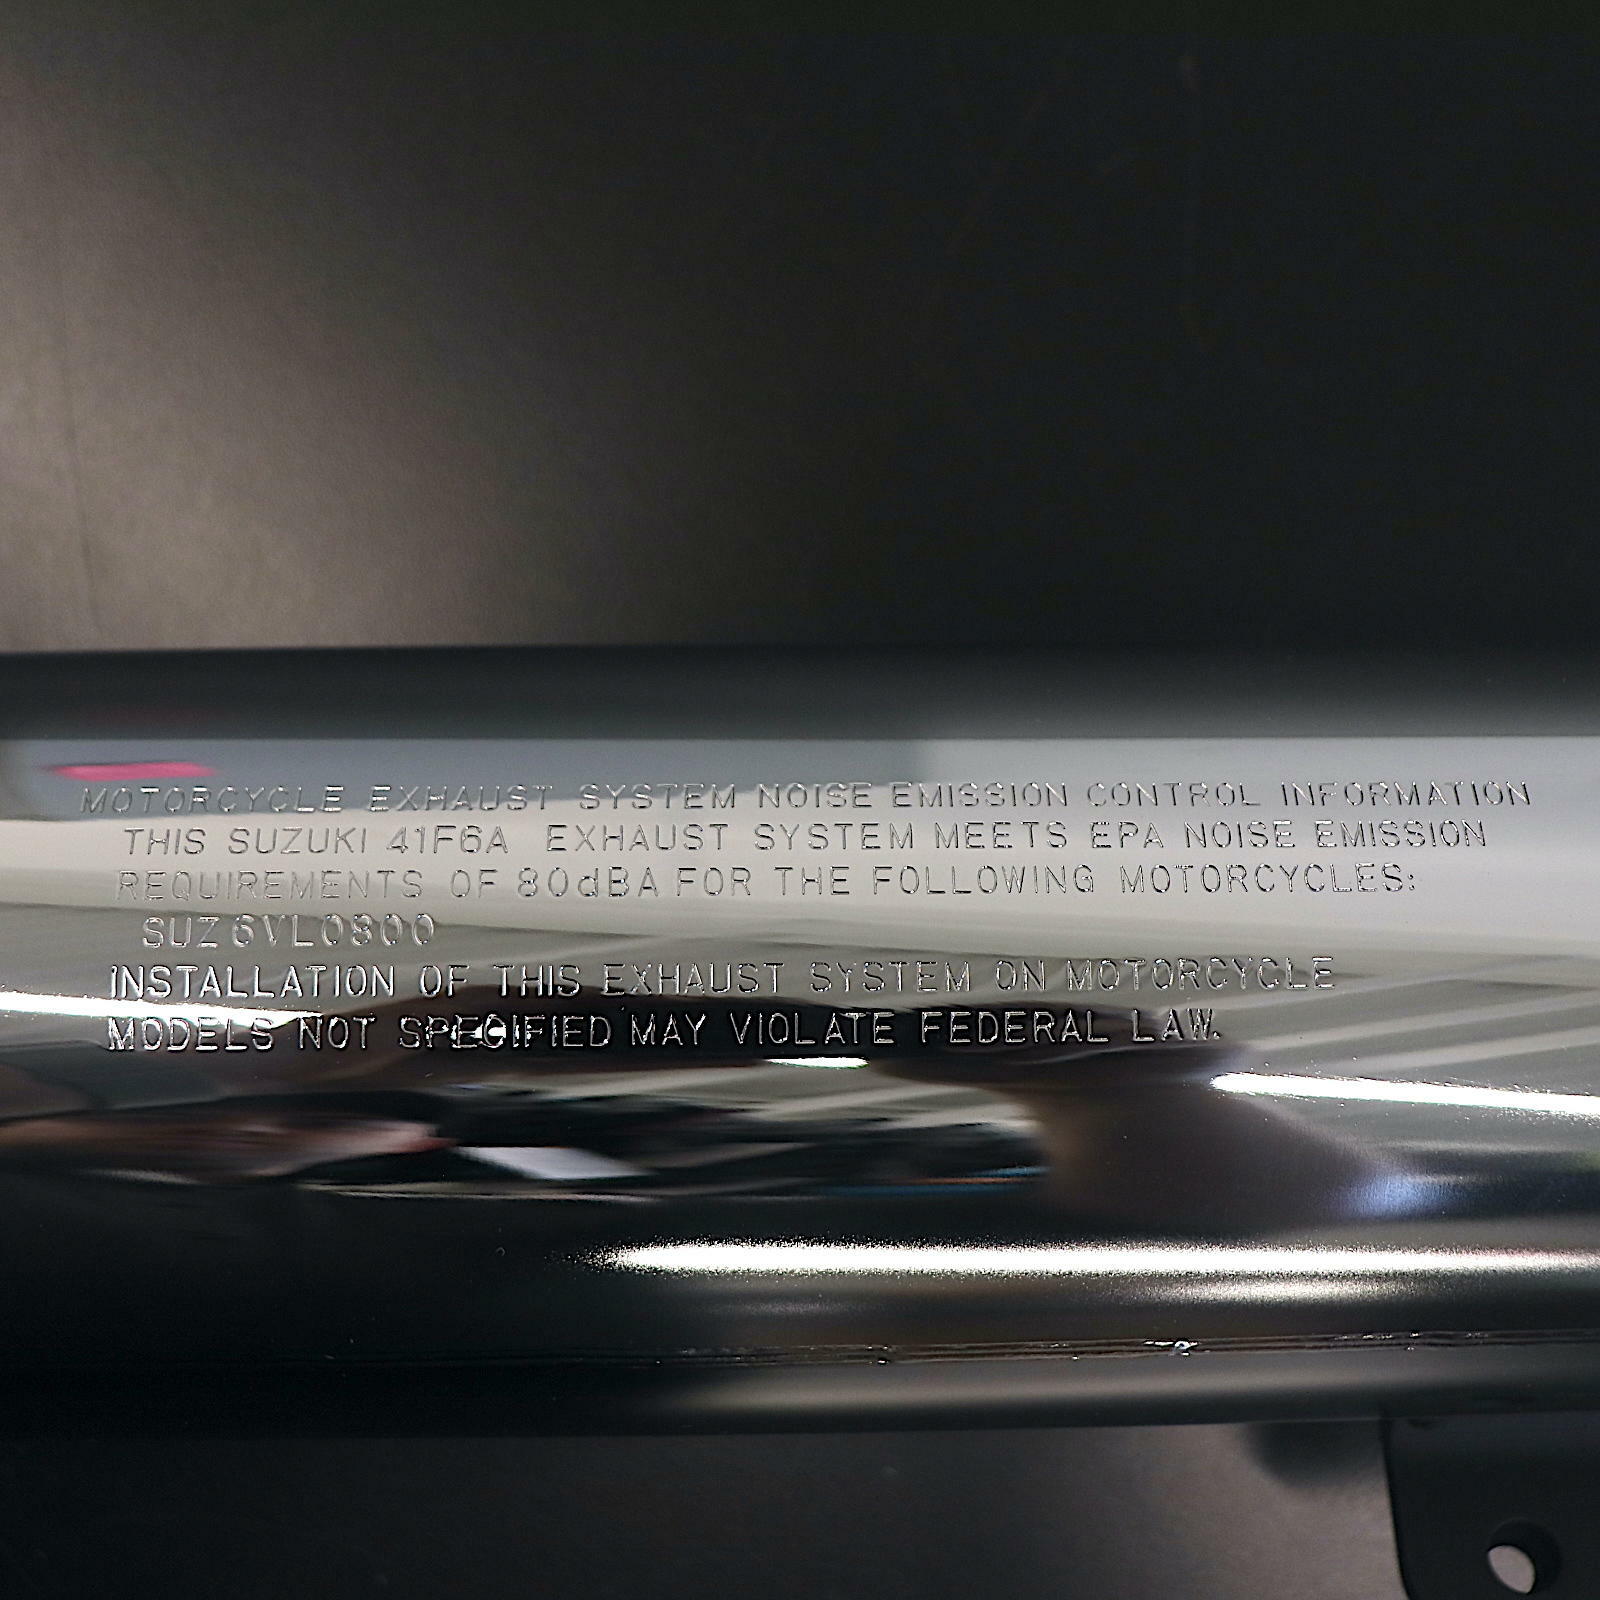 MOTORCYCLE EXHAUST SYSTEM NOISE EMISSION CONTROL INFORMATION
THIS SUZUKI 41F6A EXHAUST SYSTEM MEETS EPA NOISE EMISSION
REQUIREMENTS OF 80dBA FOR THE FOLLOWING MOTORCYCLES:
SUZ6VL0800
INSTALLATION OF THIS EXHAUST SYSTEM ON MOTORCYCLE
MODELS NOT SPECIFIED MAY VIOLATE FEDERAL LAW.